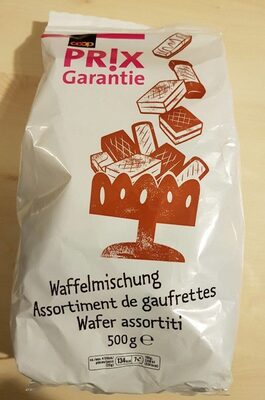 coop
PR!X
Garantie
Waffelmischung
Assortiment de gaufrettes
Wafer assortiti
500g ℮